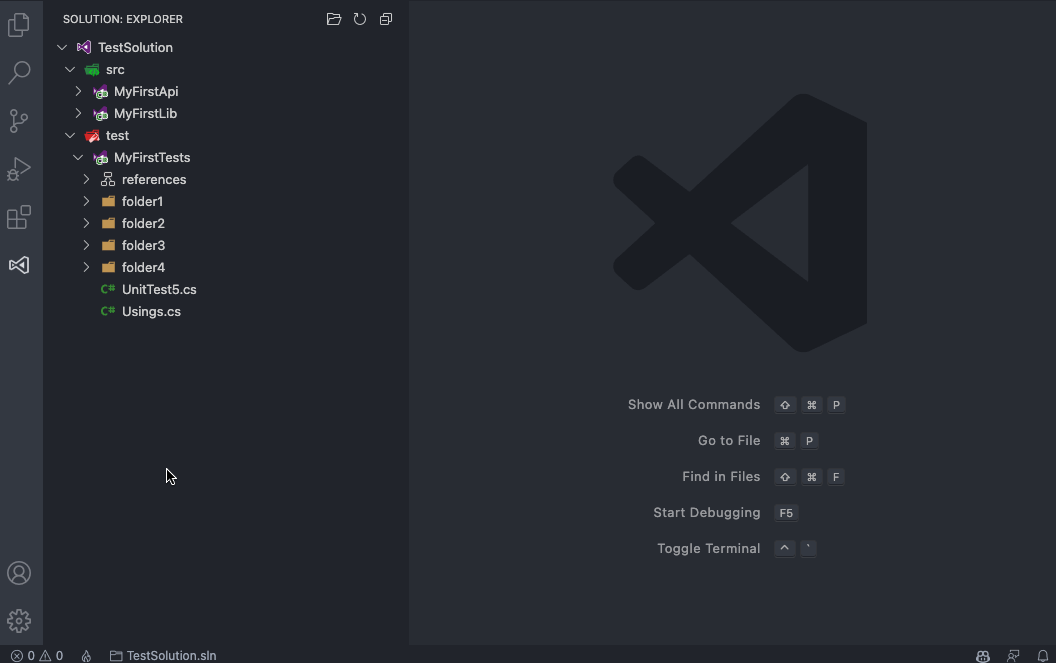 SOLUTION: EXPLORER
TestSolution
src
MyFirstApi
MyFirstLib
test
MyFirstTests
references
folder1
folder2
folder3
folder4
C# UnitTest5.cs
C# Usings.cs
Show All Commands ⇧ ⌘ P
Go to File ⌘ P
Find in Files ⇧ ⌘ F
Start Debugging F5
Toggle Terminal ^ `
0 0 TestSolution.sln